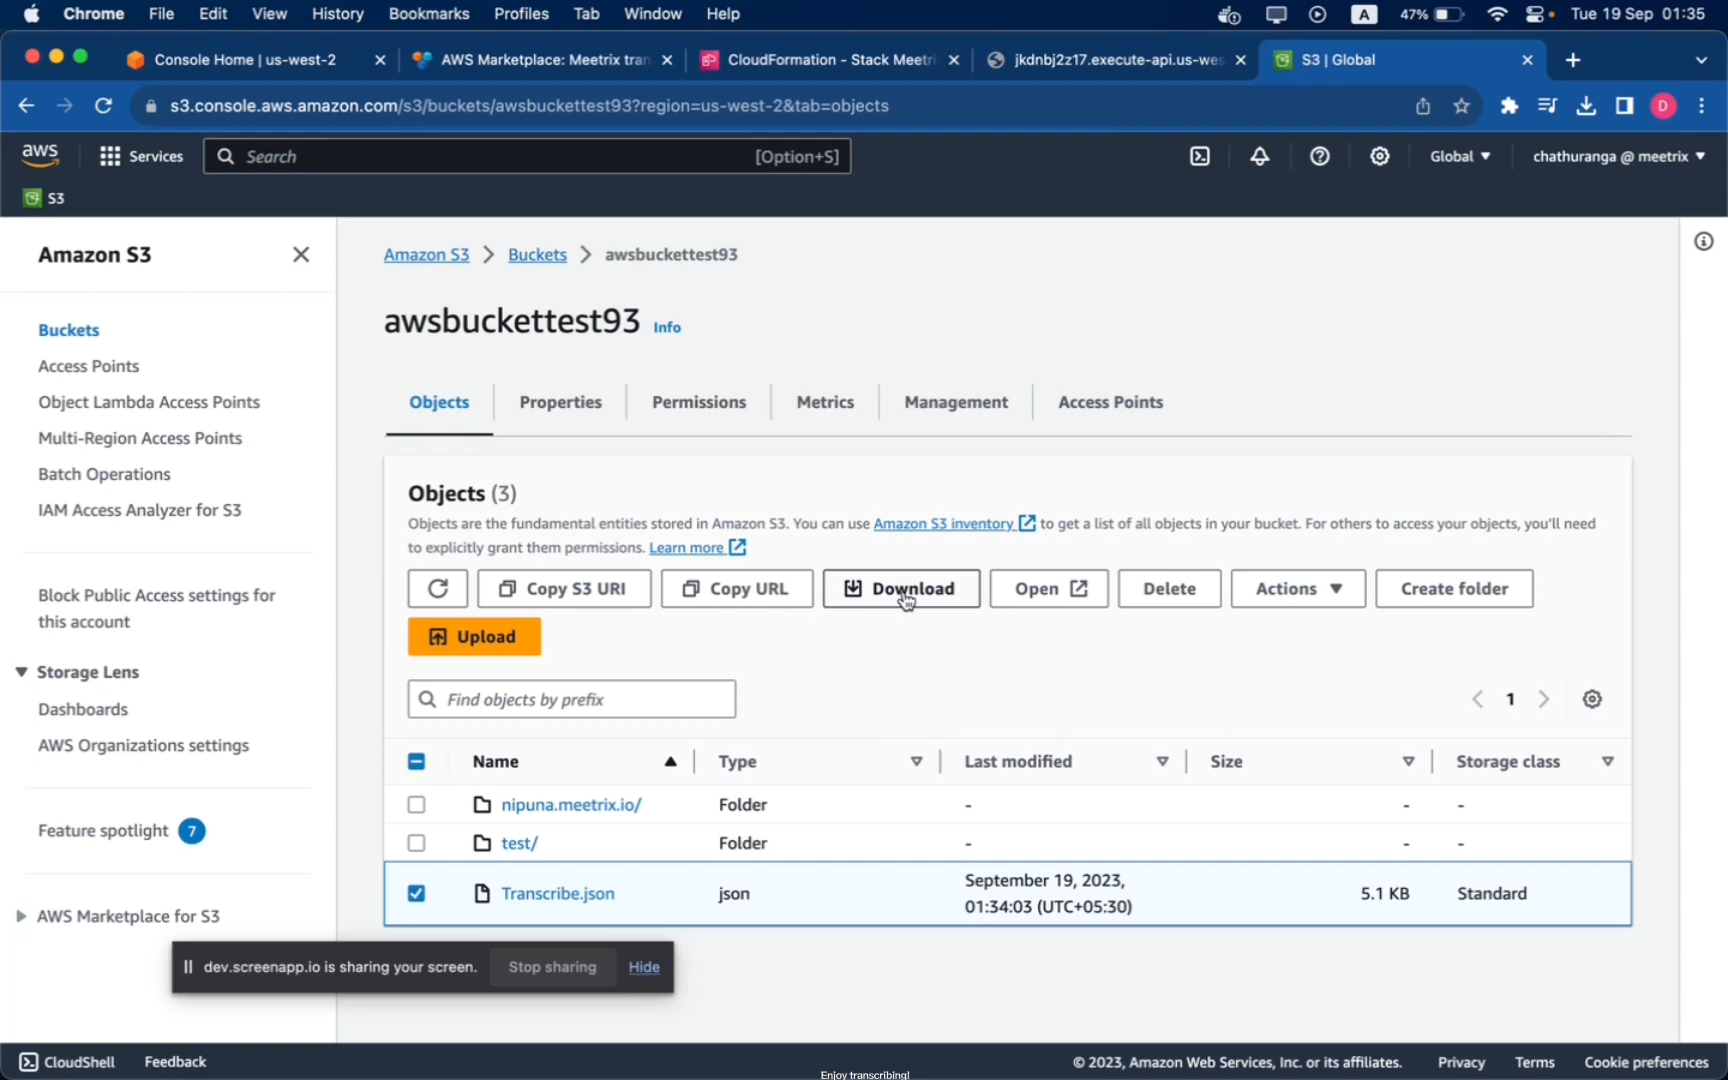 Chrome File Edit View History Bookmarks Profiles Tab Window Help A 47% Tue 19 Sep 01:35
Console Home | us-west-2 AWS Marketplace: Meetrix tran CloudFormation - Stack Meetri jkdnbj2z17.execute-api.us-wes S3 | Global
s3.console.aws.amazon.com/s3/buckets/awsbuckettest93?region=us-west-2&tab=objects D
aws Services Search [Option+S] Global chathuranga @ meetrix
S3
Amazon S3
Buckets
Access Points
Object Lambda Access Points
Multi-Region Access Points
Batch Operations
IAM Access Analyzer for S3
Block Public Access settings for
this account
Storage Lens
Dashboards
AWS Organizations settings
Feature spotlight 7
AWS Marketplace for S3
Amazon S3 > Buckets > awsbuckettest93
awsbuckettest93 Info
Objects Properties Permissions Metrics Management Access Points
Objects (3)
Objects are the fundamental entities stored in Amazon S3. You can use Amazon S3 inventory to get a list of all objects in your bucket. For others to access your objects, you'll need
to explicitly grant them permissions. Learn more
Copy S3 URI Copy URL Download Open Delete Actions Create folder
Upload
Find objects by prefix 1
Name Type Last modified Size Storage class
nipuna.meetrix.io/ Folder - - -
test/ Folder - - -
Transcribe.json json September 19, 2023, 5.1 KB Standard
01:34:03 (UTC+05:30)
dev.screenapp.io is sharing your screen. Stop sharing Hide
CloudShell Feedback © 2023, Amazon Web Services, Inc. or its affiliates. Privacy Terms Cookie preferences
Enjoy transcribing!